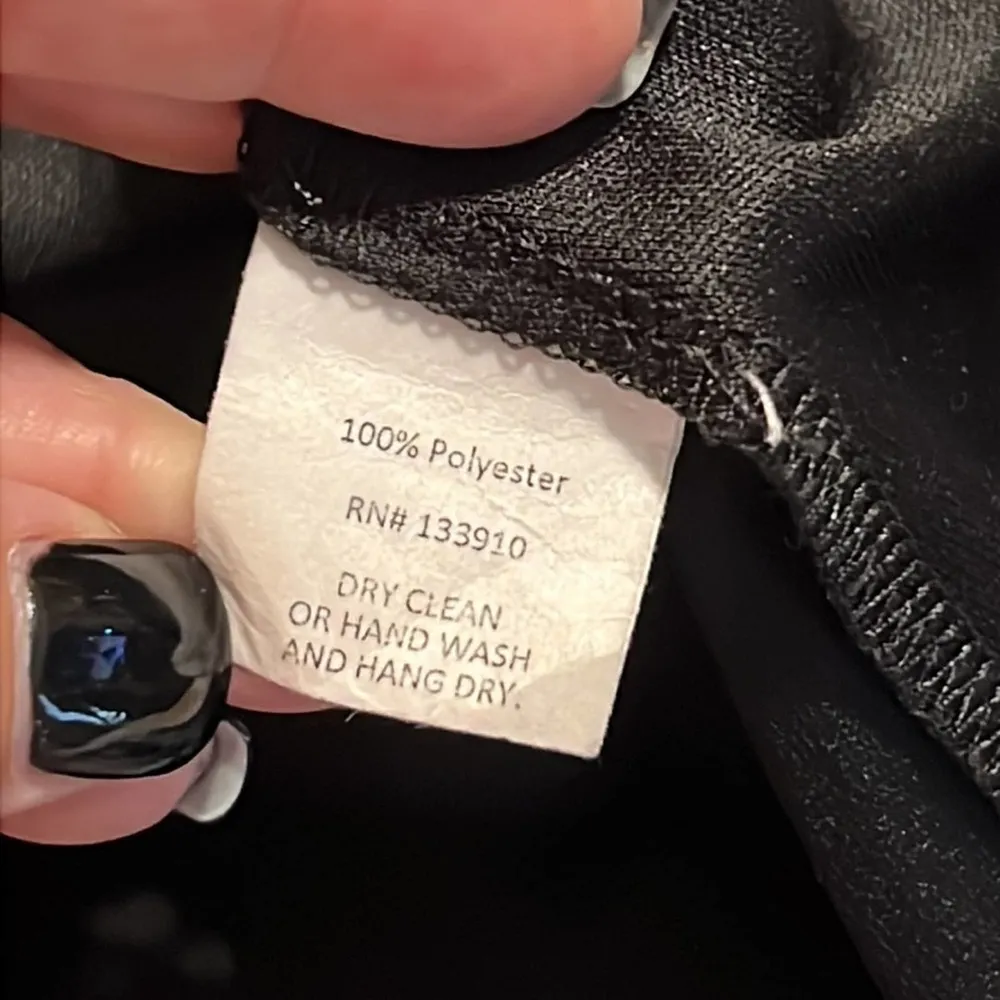 100% Polyester
RN# 133910
DRY CLEAN
OR HAND WASH
AND HANG DRY.